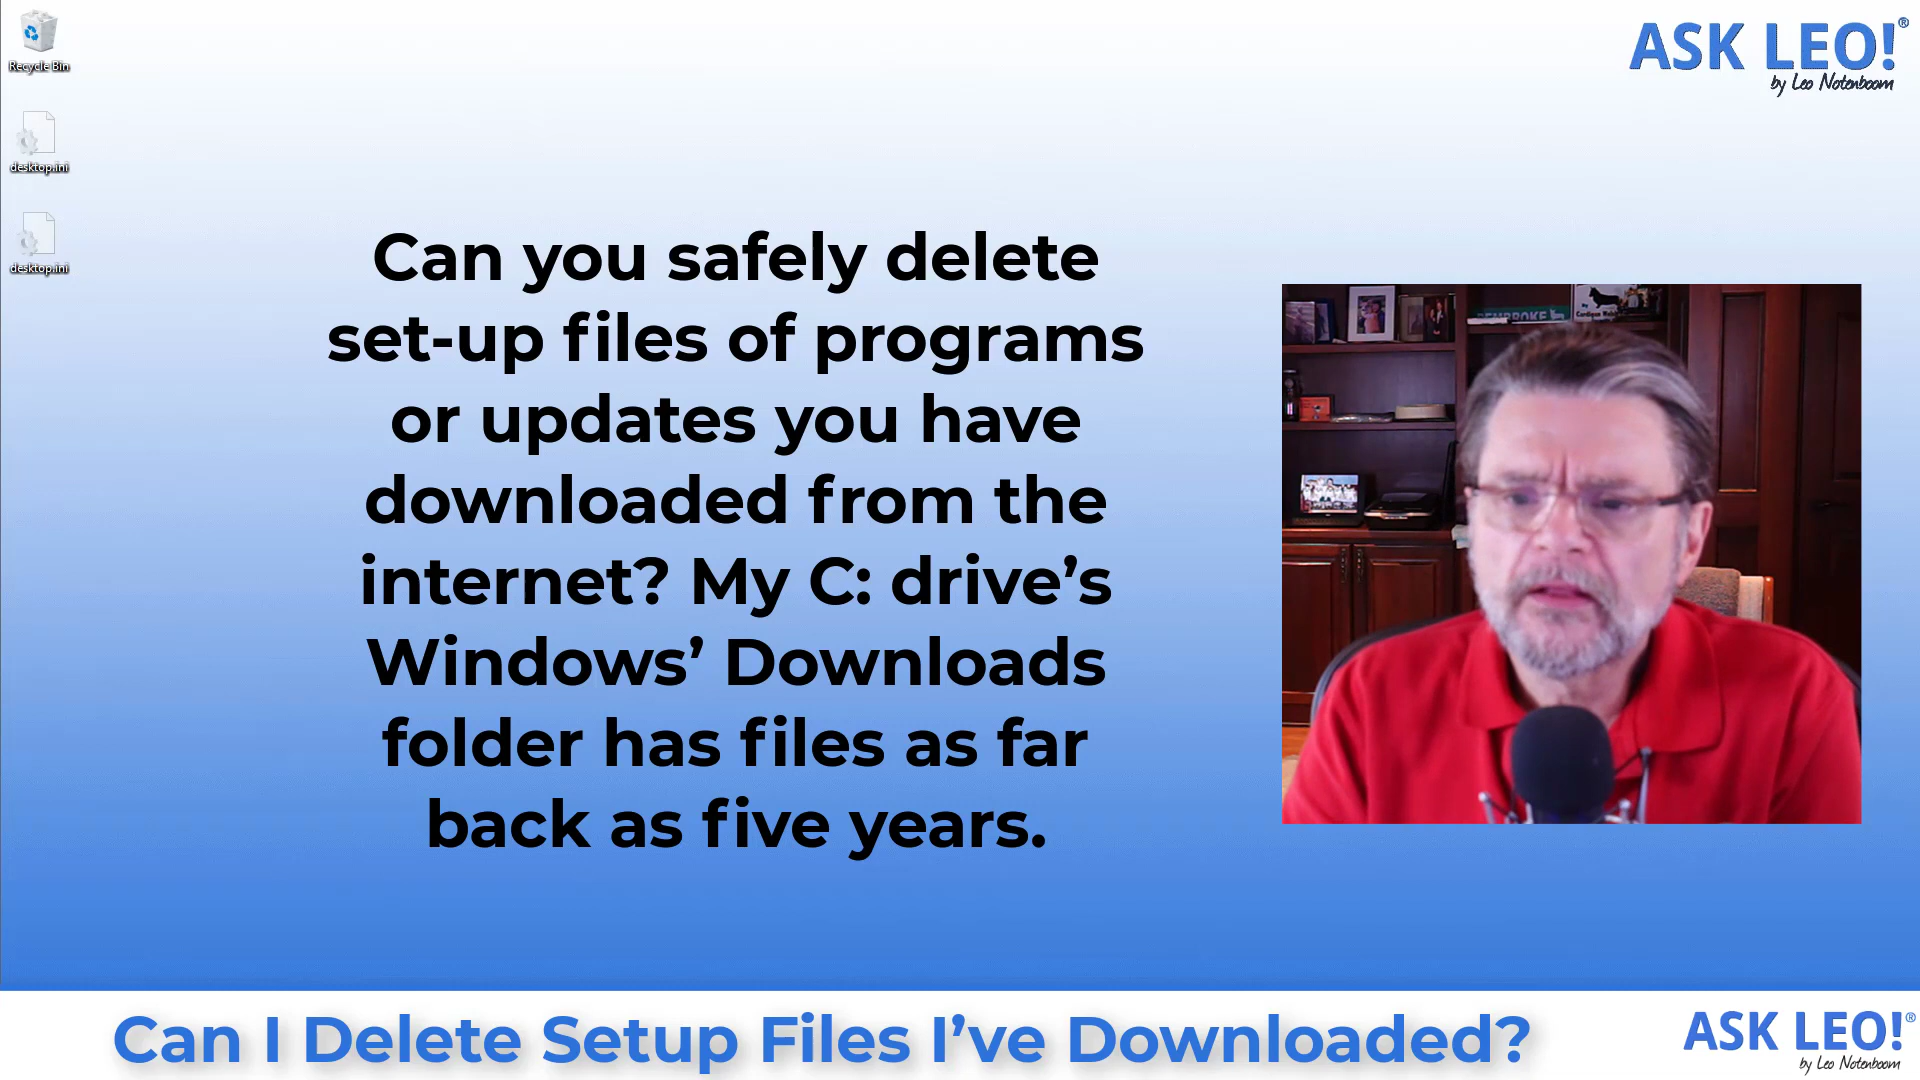 Recycle Bin
desktop.ini
desktop.ini
ASK LEO!®
by Leo Notenboom
Can you safely delete
set-up files of programs
or updates you have
downloaded from the
internet? My C: drive’s
Windows’ Downloads
folder has files as far
back as five years.
PEMBROKE
Can I Delete Setup Files I’ve Downloaded?
ASK LEO!®
by Leo Notenboom